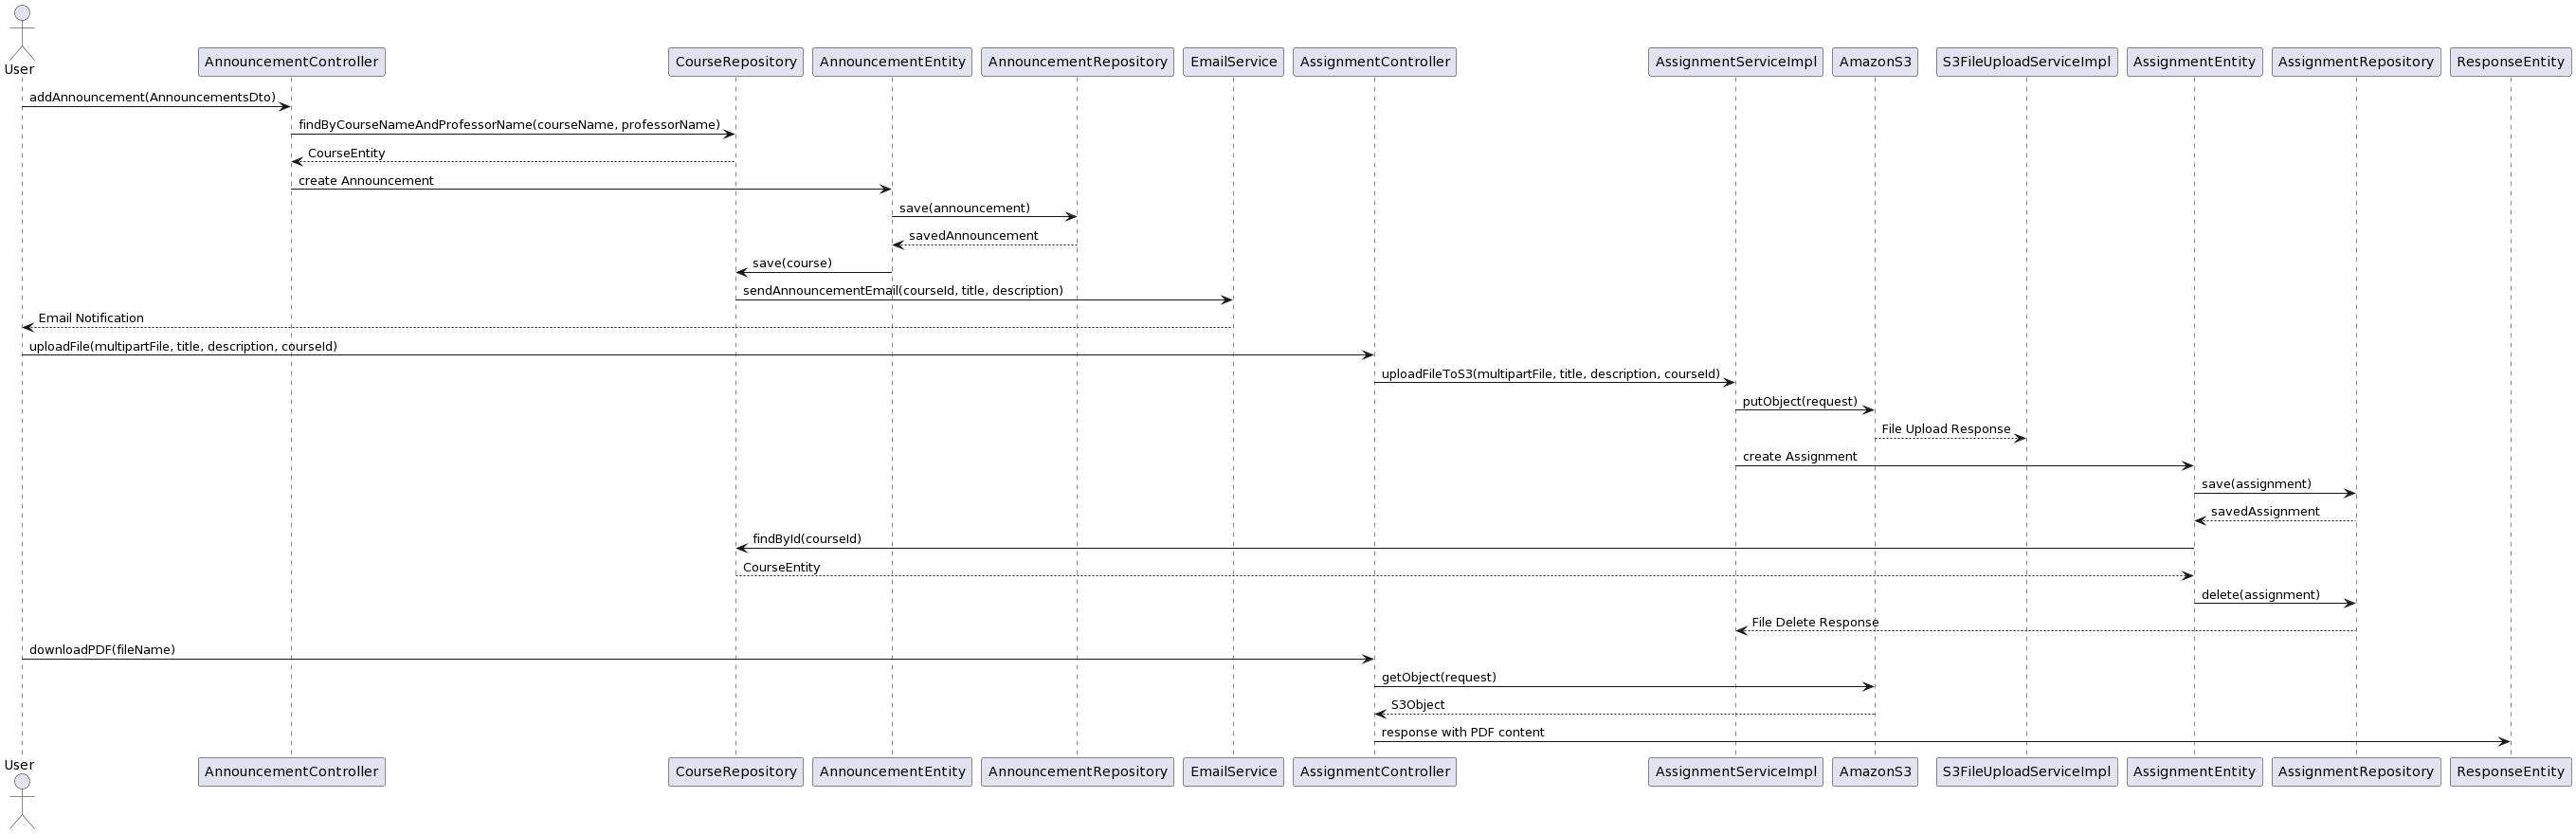 User
AnnouncementController
CourseRepository
AnnouncementEntity
AnnouncementRepository
EmailService
AssignmentController
AssignmentServiceImpl
AmazonS3
S3FileUploadServiceImpl
AssignmentEntity
AssignmentRepository
ResponseEntity
addAnnouncement(AnnouncementsDto)
findByCourseNameAndProfessorName(courseName, professorName)
CourseEntity
create Announcement
save(announcement)
savedAnnouncement
save(course)
sendAnnouncementEmail(courseId, title, description)
Email Notification
uploadFile(multipartFile, title, description, courseId)
uploadFileToS3(multipartFile, title, description, courseId)
putObject(request)
File Upload Response
create Assignment
save(assignment)
savedAssignment
findById(courseId)
CourseEntity
delete(assignment)
File Delete Response
downloadPDF(fileName)
getObject(request)
S3Object
response with PDF content
User
AnnouncementController
CourseRepository
AnnouncementEntity
AnnouncementRepository
EmailService
AssignmentController
AssignmentServiceImpl
AmazonS3
S3FileUploadServiceImpl
AssignmentEntity
AssignmentRepository
ResponseEntity